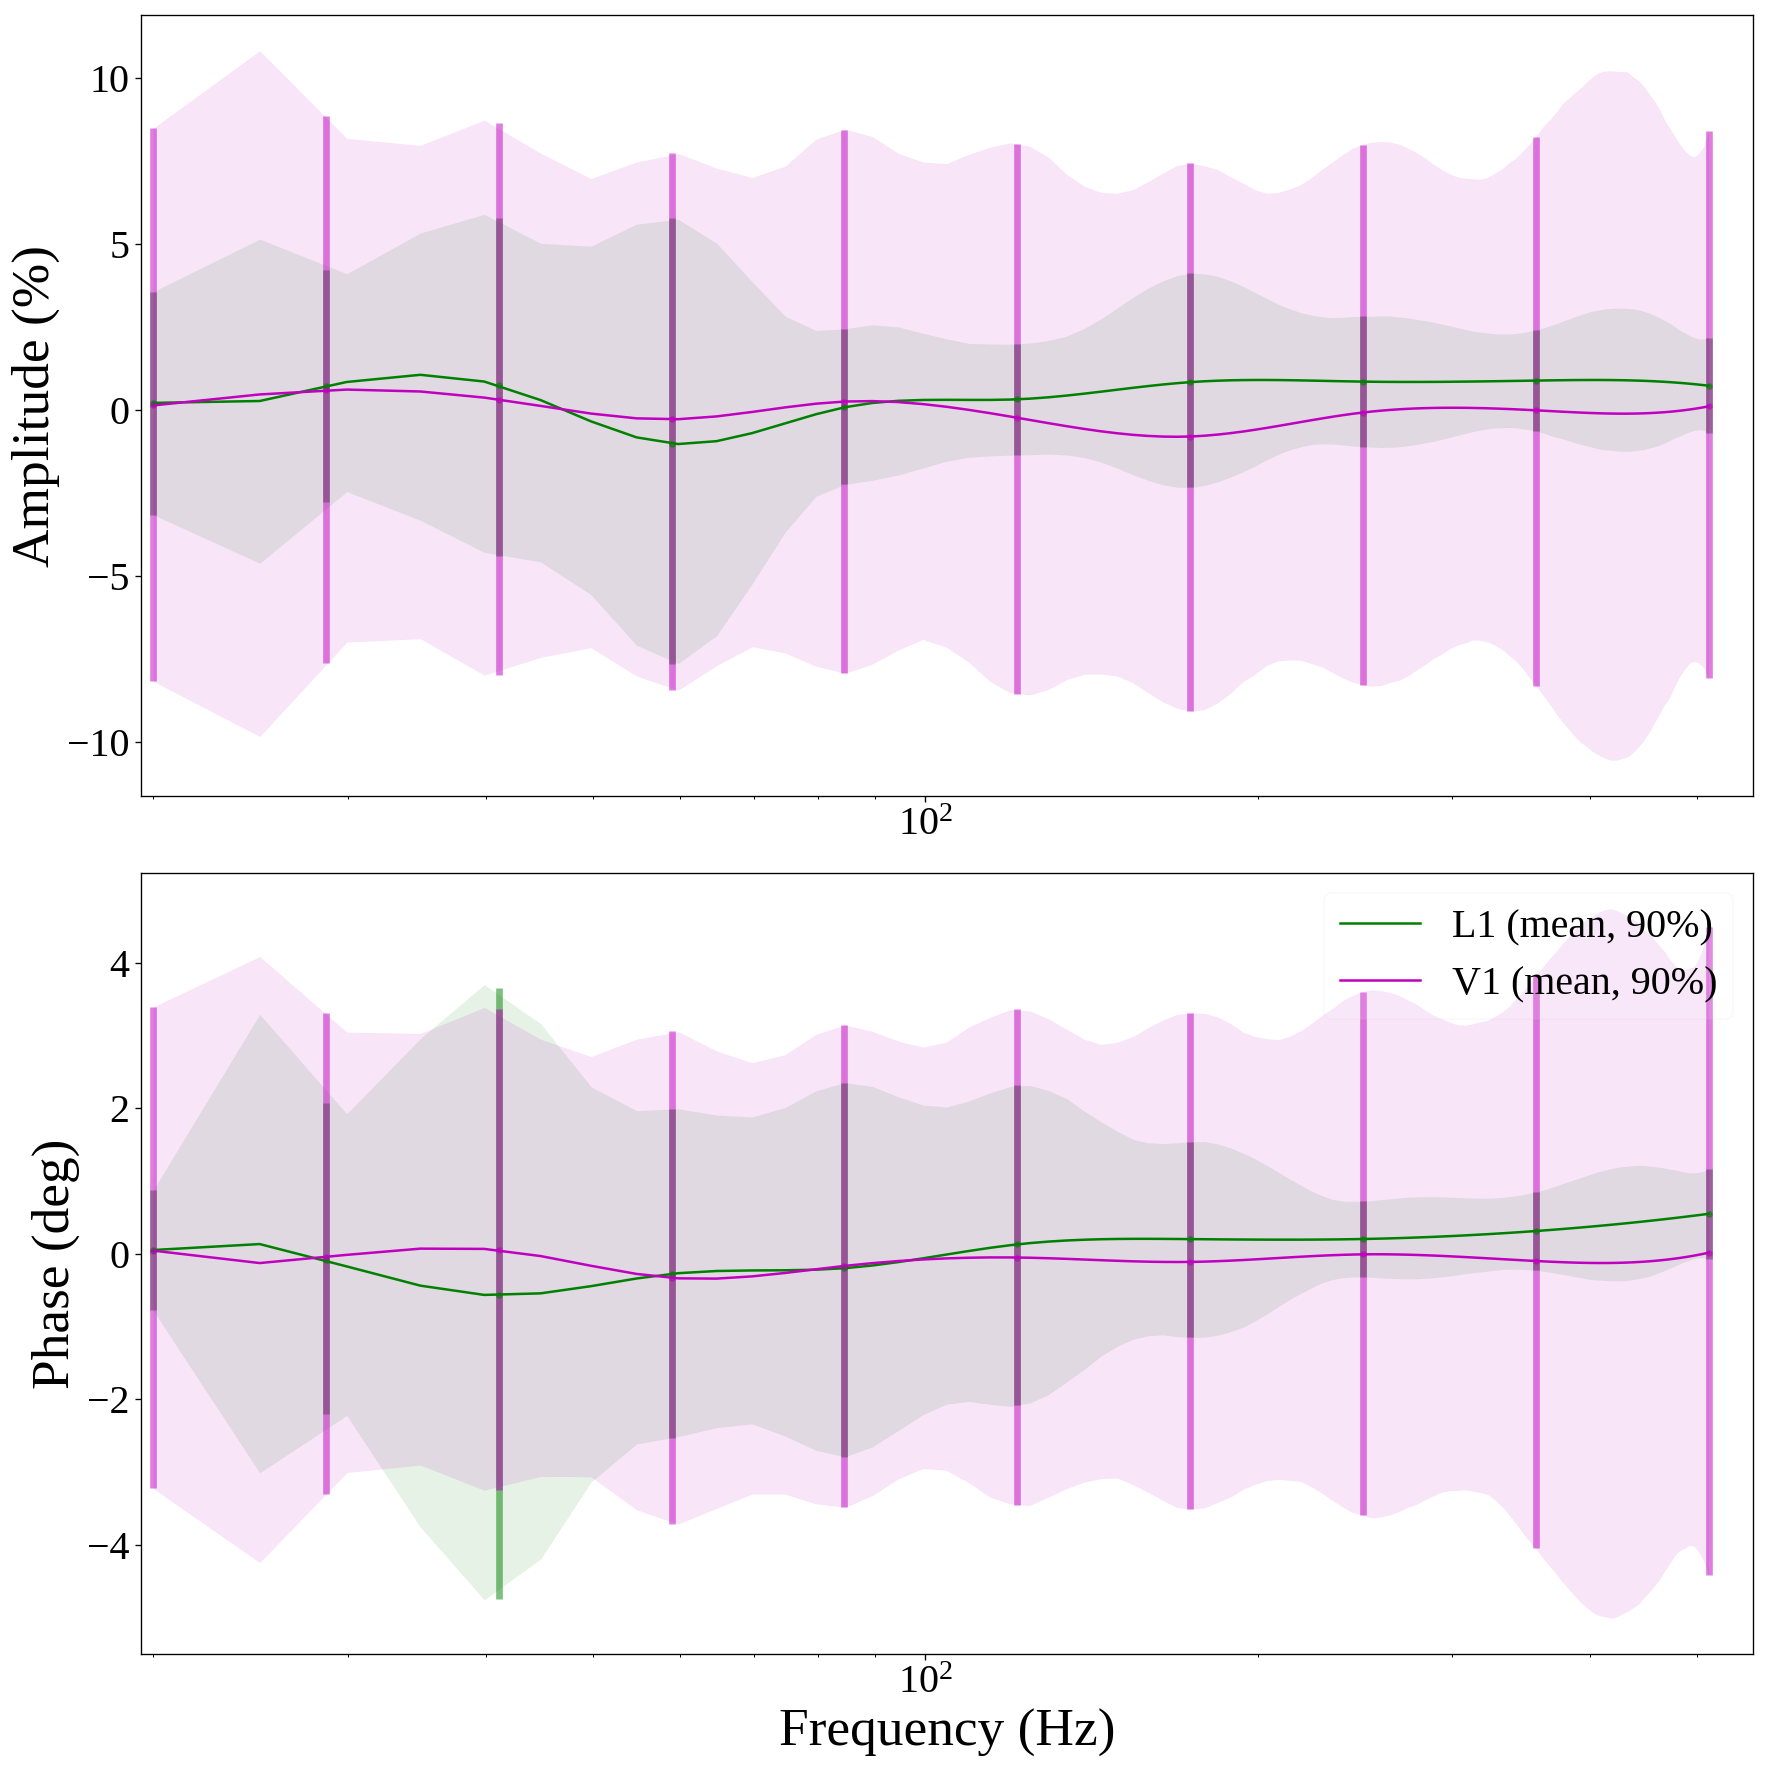 Amplitude (%)
10
5
0
−5
−10
10²
L1 (mean, 90%)
V1 (mean, 90%)
Phase (deg)
4
2
0
−2
−4
10²
Frequency (Hz)